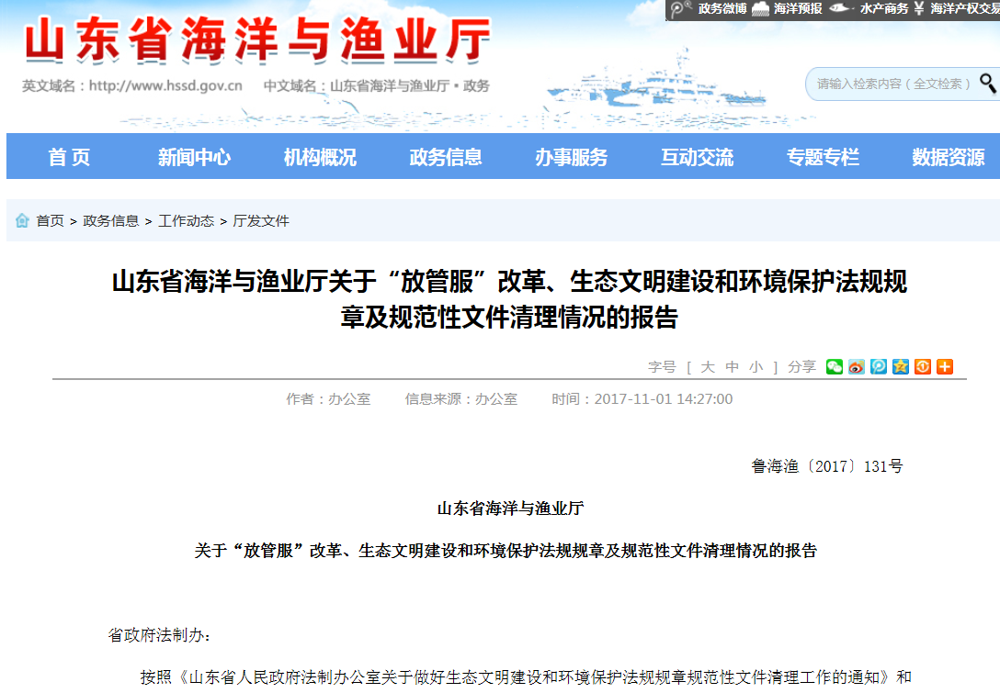 政务微博 海洋预报 水产商务 海洋产权交易
山东省海洋与渔业厅
英文域名：http://www.hssd.gov.cn 中文域名：山东省海洋与渔业厅·政务
请输入检索内容（全文检索）
首 页 新闻中心 机构概况 政务信息 办事服务 互动交流 专题专栏 数据资源
首页 > 政务信息 > 工作动态 > 厅发文件
山东省海洋与渔业厅关于“放管服”改革、生态文明建设和环境保护法规规
章及规范性文件清理情况的报告
字号 [ 大 中 小 ] 分享
作者：办公室 信息来源：办公室 时间：2017-11-01 14:27:00
鲁海渔〔2017〕131号
山东省海洋与渔业厅
关于“放管服”改革、生态文明建设和环境保护法规规章及规范性文件清理情况的报告
省政府法制办：
按照《山东省人民政府法制办公室关于做好生态文明建设和环境保护法规规章规范性文件清理工作的通知》和